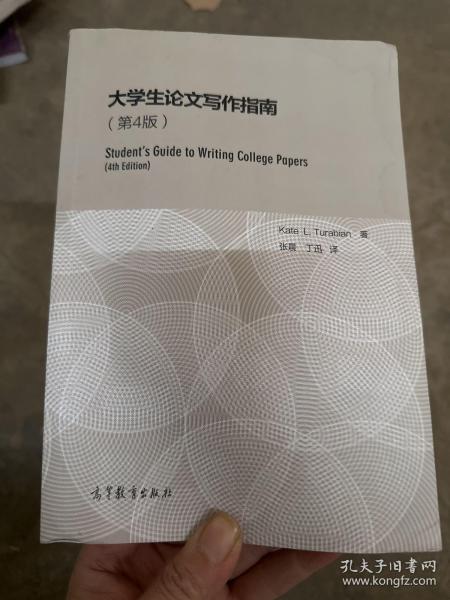 大学生论文写作指南
（第4版）
Student's Guide to Writing College Papers
(4th Edition)
Kate L. Turabian 著
张晨 丁迅 译
高等教育出版社
孔夫子旧书网
www.kongfz.com